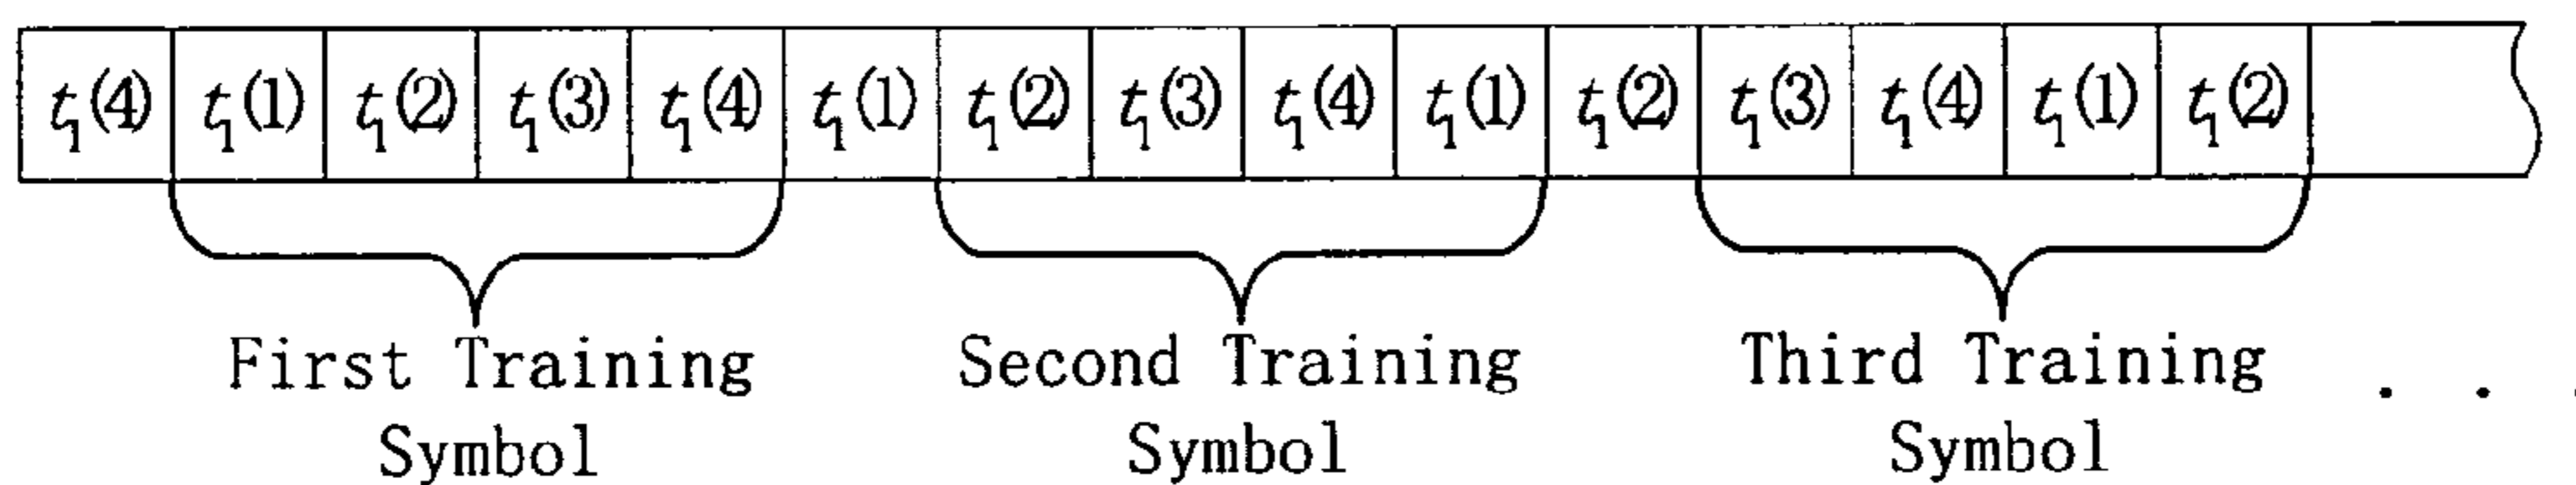 t₁(4) t₁(1) t₁(2) t₁(3) t₁(4) t₁(1) t₁(2) t₁(3) t₁(4) t₁(1) t₁(2) t₁(3) t₁(4) t₁(1) t₁(2)
First Training Second Training Third Training . . .
Symbol Symbol Symbol